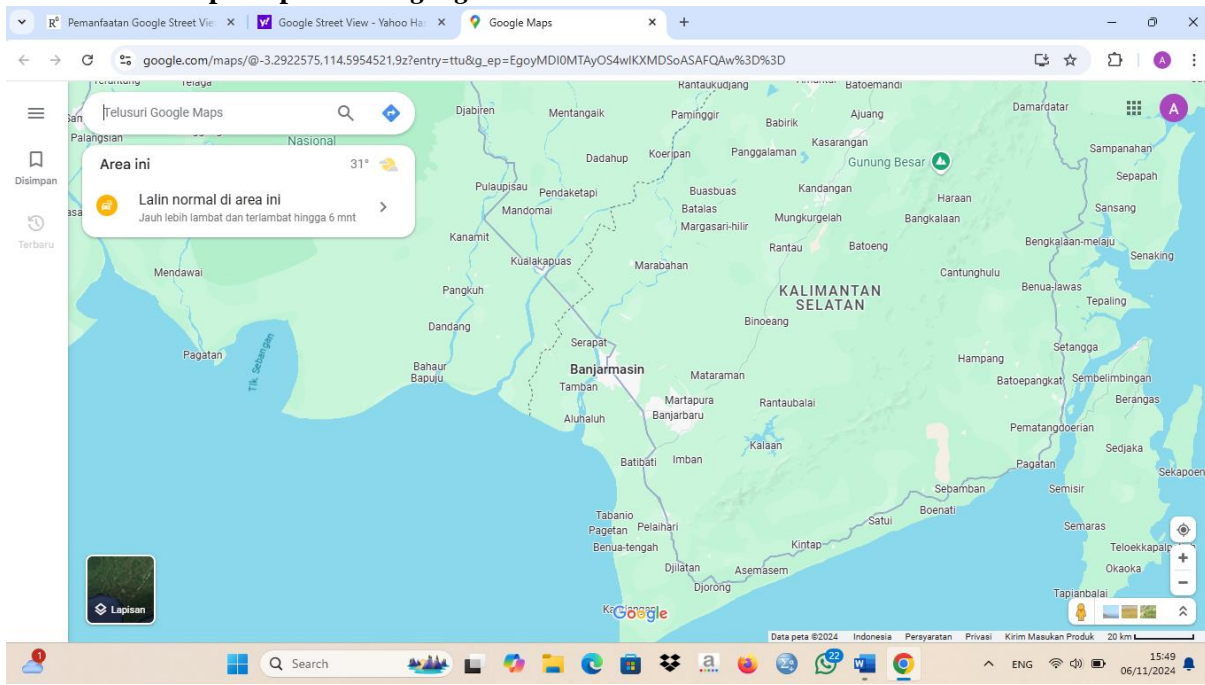 Pemanfaatan Google Street Vie
Google Street View - Yahoo Ha
Google Maps
google.com/maps/@-3.2922575,114.5954521,9z?entry=ttu&g_ep=EgoyMDI0MTAyOS4wIKXMDSoASAFQAw%3D%3D
A
Telusuri Google Maps
A
Disimpan
Terbaru
Area ini 31°
Lalin normal di area ini
Jauh lebih lambat dan terlambat hingga 6 mnt
Nasional
Palangsian
Telaga
Djabiren
Mentangaik
Rantaukudjang
Paminggir
Babirik
Batoemandi
Ajuang
Damardatar
Dadahup
Koeripan
Panggalaman
Kasarangan
Gunung Besar
Sampanahan
Sepapah
Pulaupisau
Pendaketapi
Mandomai
Buasbuas
Batalas
Margasari-hilir
Kandangan
Mungkurgelah
Haraan
Bangkalaan
Sansang
Kanamit
Rantau
Batoeng
Bengkalaan-melaju
Senaking
Mendawai
Kualakapuas
Marabahan
Cantunghulu
Pangkuh
KALIMANTAN
SELATAN
Benua-lawas
Tepaling
Dandang
Binoeang
Pagatan
Tlk. Sebangan
Serapat
Setangga
Bahaur
Bapuju
Banjarmasin
Tamban
Mataraman
Hampang
Batoepangkat
Sembelimbingan
Berangas
Aluhaluh
Martapura
Banjarbaru
Rantaubalai
Pematangdoerian
Kalaan
Sedjaka
Batibati
Imban
Pagatan
Sekapoen
Sebamban
Semisir
Boenati
Tabanio
Pagetan
Pelaihari
Satui
Semaras
Benua-tengah
Kintap
Teloekkapalp
Djilatan
Asemasem
Okaoka
Djorong
Tapianbalai
Lapisan
Google
Data peta ©2024 Indonesia Persyaratan Privasi Kirim Masukan Produk 20 km
1
Search
a
22
ENG
15:49
06/11/2024